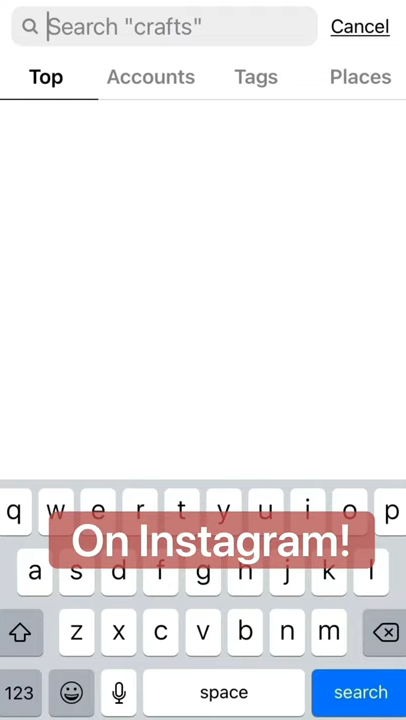 Search "crafts"
Cancel
Top Accounts Tags Places
q w e r t y u i o p
On Instagram!
a s d f g h j k l
z x c v b n m
123 space search